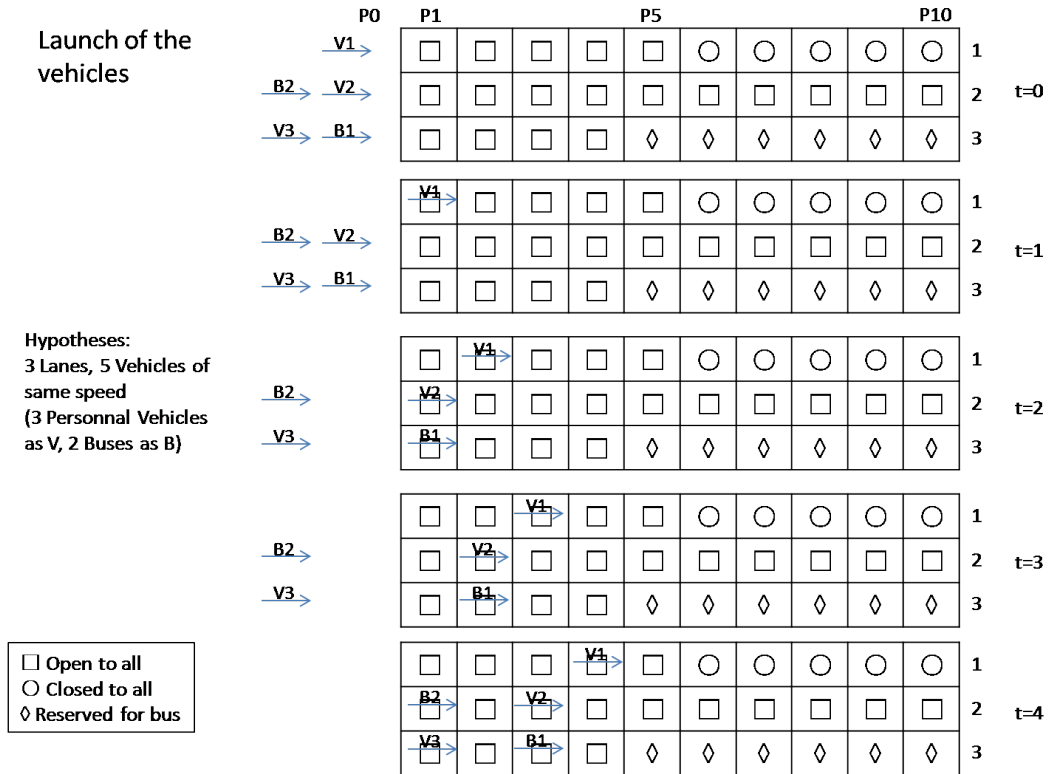 P0 P1 P5 P10
Launch of the
vehicles
V1 1
B2 V2 2 t=0
V3 B1 3
V1 1
B2 V2 2 t=1
V3 B1 3
Hypotheses:
3 Lanes, 5 Vehicles of
same speed
(3 Personnal Vehicles
as V, 2 Buses as B)
V1 1
B2 V2 2 t=2
V3 B1 3
V1 1
B2 V2 2 t=3
V3 B1 3
Open to all
Closed to all
Reserved for bus
V1 1
B2 V2 2 t=4
V3 B1 3